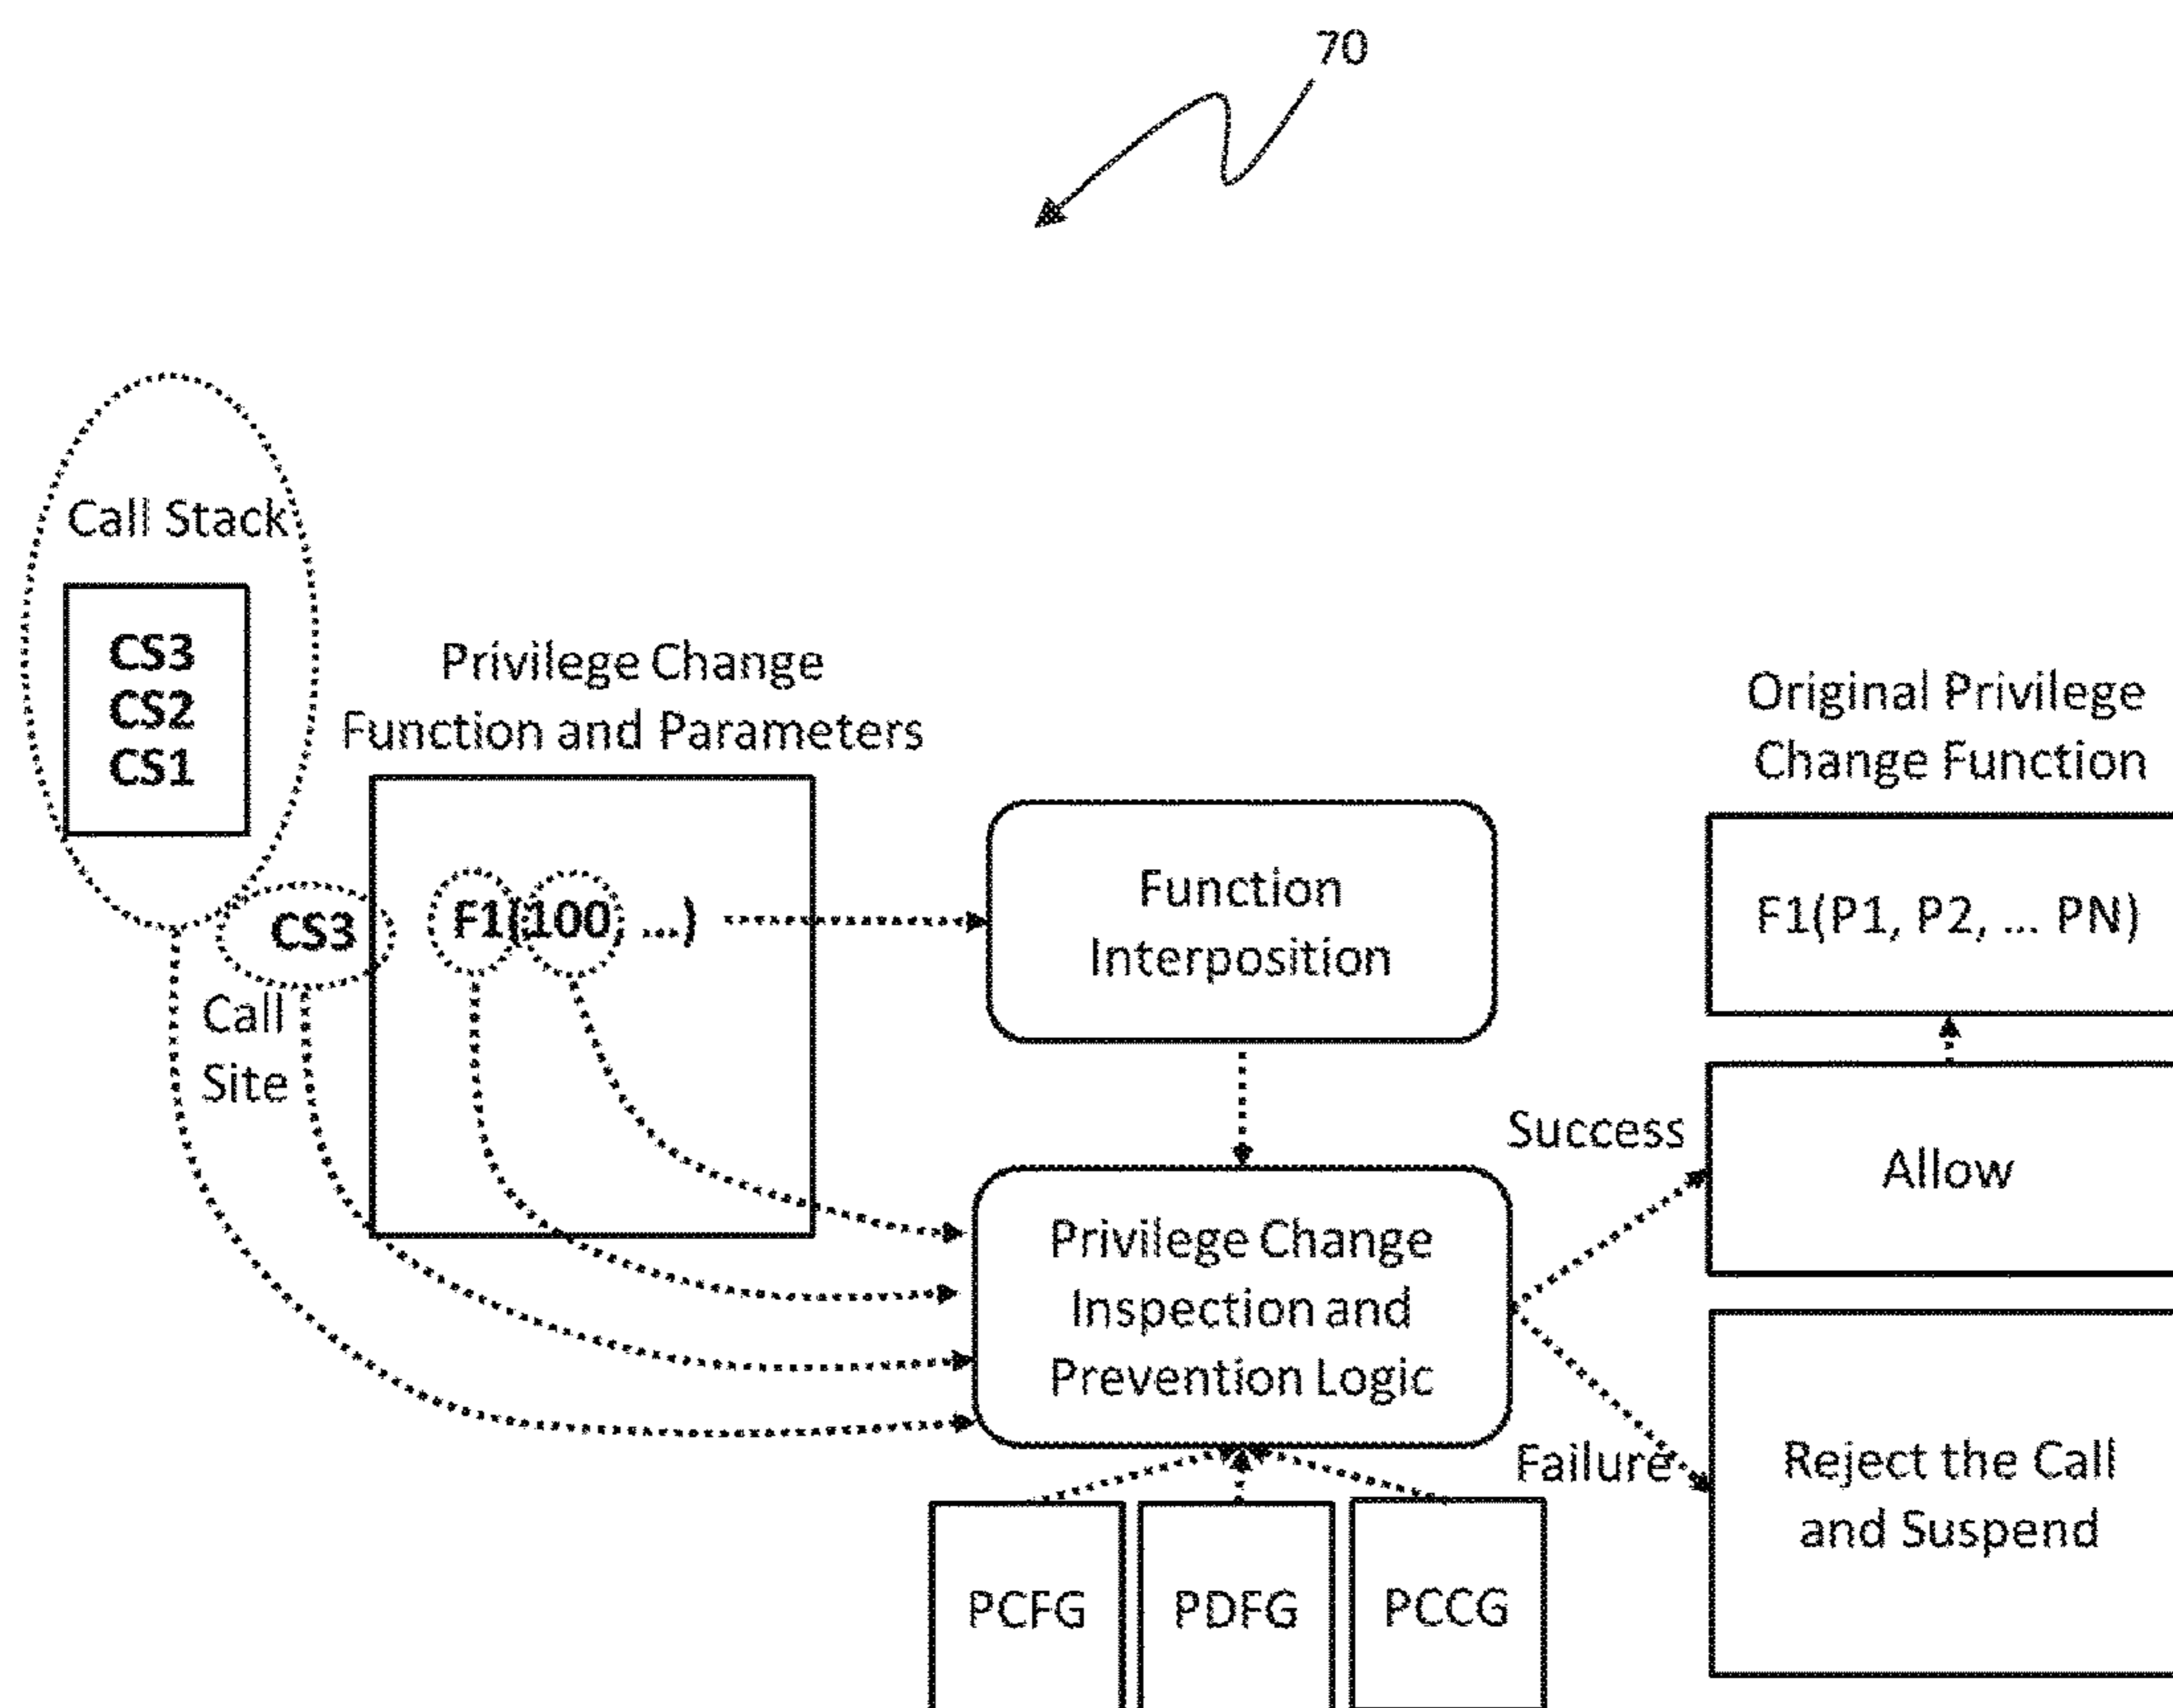 70
Call Stack
CS3
CS2
CS1
Privilege Change
Function and Parameters
CS3
F1(100 ...)
Call
Site
Function
Interposition
Original Privilege
Change Function
F1(P1, P2, ... PN)
Success
Allow
Privilege Change
Inspection and
Prevention Logic
Failure
Reject the Call
and Suspend
PCFG
PDFG
PCCG